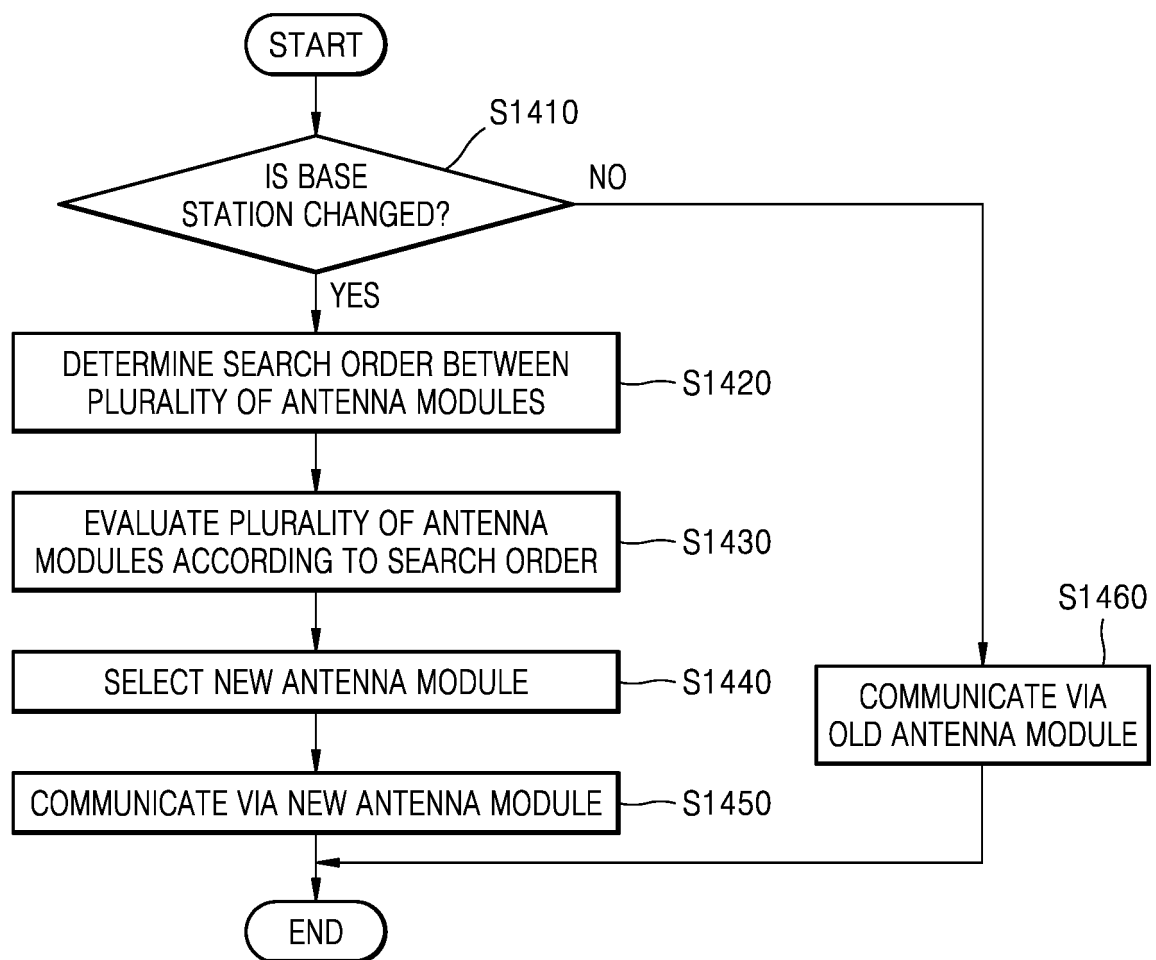 START
S1410
IS BASE
STATION CHANGED?
NO
YES
DETERMINE SEARCH ORDER BETWEEN
PLURALITY OF ANTENNA MODULES
S1420
EVALUATE PLURALITY OF ANTENNA
MODULES ACCORDING TO SEARCH ORDER
S1430
SELECT NEW ANTENNA MODULE
S1440
S1460
COMMUNICATE VIA
OLD ANTENNA MODULE
COMMUNICATE VIA NEW ANTENNA MODULE
S1450
END